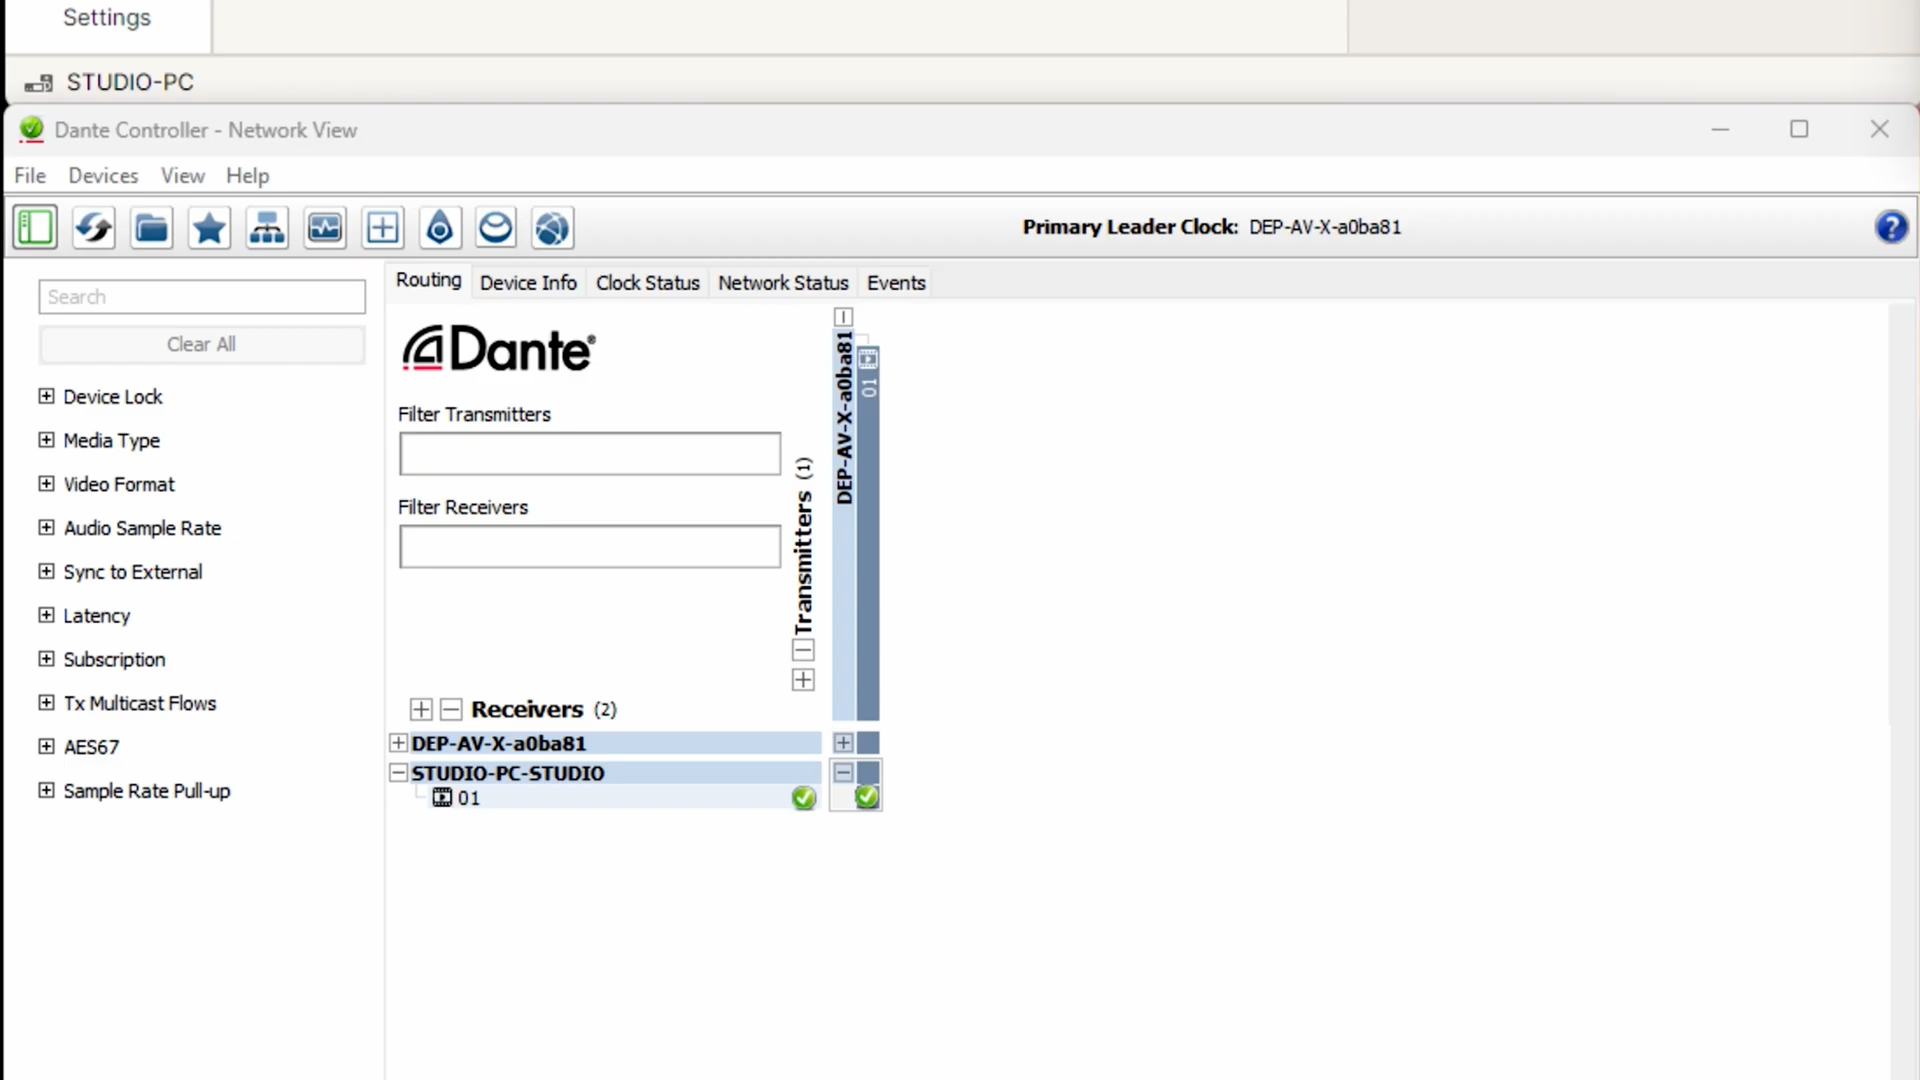 Settings
STUDIO-PC
Dante Controller - Network View
File Devices View Help
Primary Leader Clock: DEP-AV-X-a0ba81
?
Search
Clear All
Device Lock
Media Type
Video Format
Audio Sample Rate
Sync to External
Latency
Subscription
Tx Multicast Flows
AES67
Sample Rate Pull-up
Routing Device Info Clock Status Network Status Events
Dante®
Filter Transmitters
Filter Receivers
Transmitters (1)
DEP-AV-X-a0ba81
01
Receivers (2)
DEP-AV-X-a0ba81
STUDIO-PC-STUDIO
01